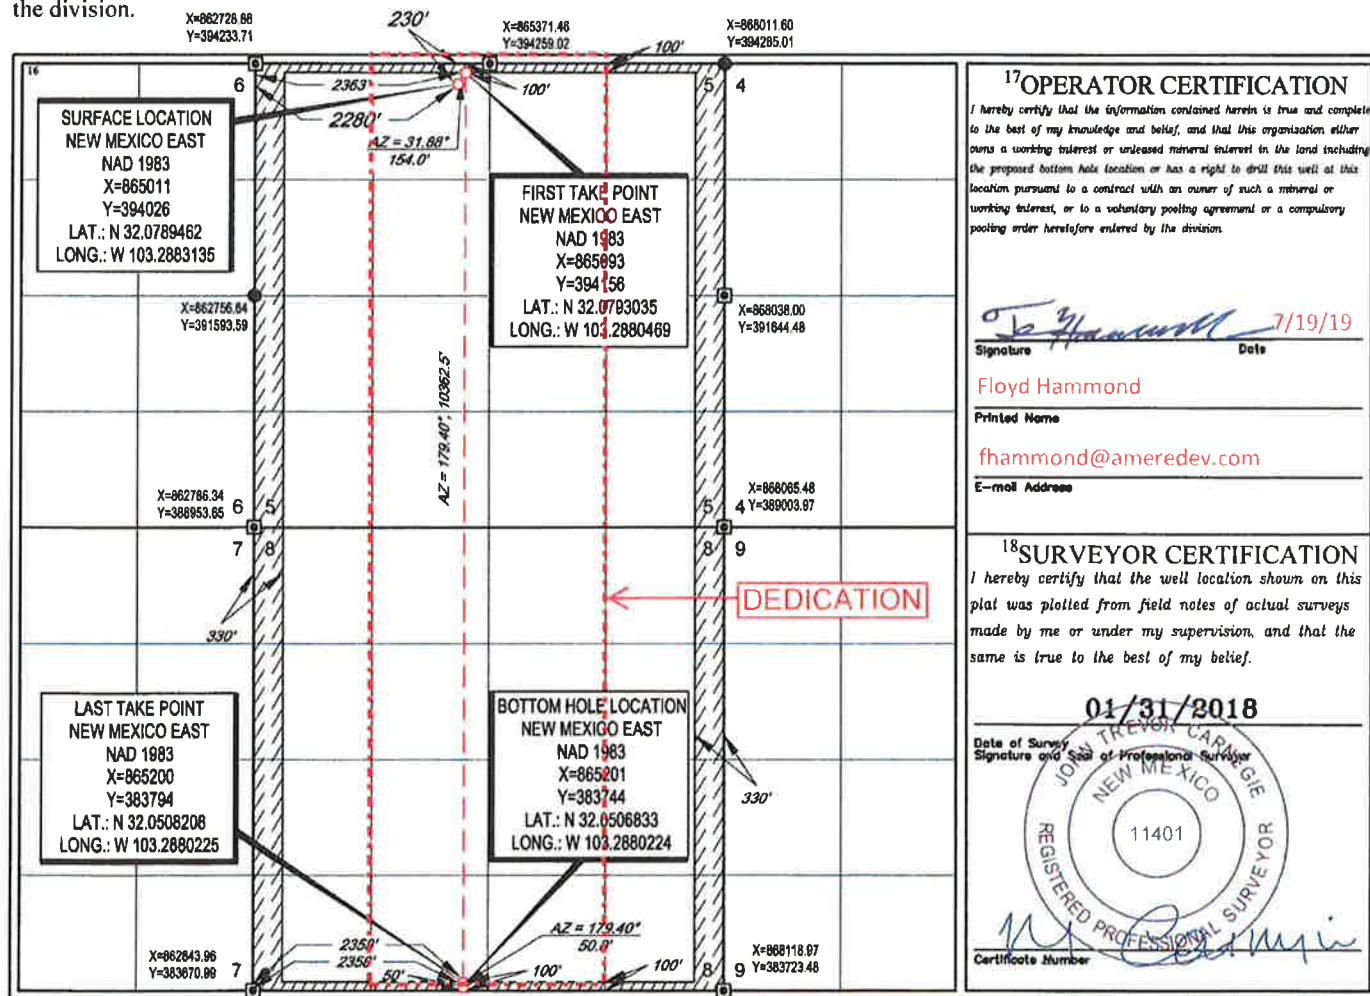 the division.
X=862728.88
Y=394233.71
230'
X=865371.46
Y=394259.02
100'
X=868011.60
Y=394285.01
16
6
2363'
100'
5
4
2280'
AZ = 31.88°
154.0'
SURFACE LOCATION
NEW MEXICO EAST
NAD 1983
X=865011
Y=394026
LAT.: N 32.0789462
LONG.: W 103.2883135
FIRST TAKE POINT
NEW MEXICO EAST
NAD 1983
X=865093
Y=394156
LAT.: N 32.0793035
LONG.: W 103.2880469
X=862756.64
Y=391593.59
X=868038.00
Y=391644.48
AZ = 179.40°, 10362.5'
X=862786.34
Y=388953.65
6
5
5
4
X=868065.48
Y=389003.97
7
8
8
9
DEDICATION
330'
LAST TAKE POINT
NEW MEXICO EAST
NAD 1983
X=865200
Y=383794
LAT.: N 32.0508208
LONG.: W 103.2880225
BOTTOM HOLE LOCATION
NEW MEXICO EAST
NAD 1983
X=865201
Y=383744
LAT.: N 32.0506833
LONG.: W 103.2880224
330'
AZ = 179.40°
50.0'
X=862843.96
Y=383670.99
7
8
2358'
2358'
50'
100'
100'
8
9
X=868118.97
Y=383723.48
17OPERATOR CERTIFICATION
I hereby certify that the information contained herein is true and complete
to the best of my knowledge and belief, and that this organization either
owns a working interest or unleased mineral interest in the land including
the proposed bottom hole location or has a right to drill this well at this
location pursuant to a contract with an owner of such a mineral or
working interest, or to a voluntary pooling agreement or a compulsory
pooling order heretofore entered by the division
7/19/19
Signature Date
Floyd Hammond
Printed Name
fhammond@ameredev.com
E-mail Address
18SURVEYOR CERTIFICATION
I hereby certify that the well location shown on this
plat was plotted from field notes of actual surveys
made by me or under my supervision, and that the
same is true to the best of my belief.
01/31/2018
Date of Survey
Signature and Seal of Professional Surveyor
JOHN TREVOR CARNEGIE
NEW MEXICO
11401
REGISTERED PROFESSIONAL SURVEYOR
Certificate Number